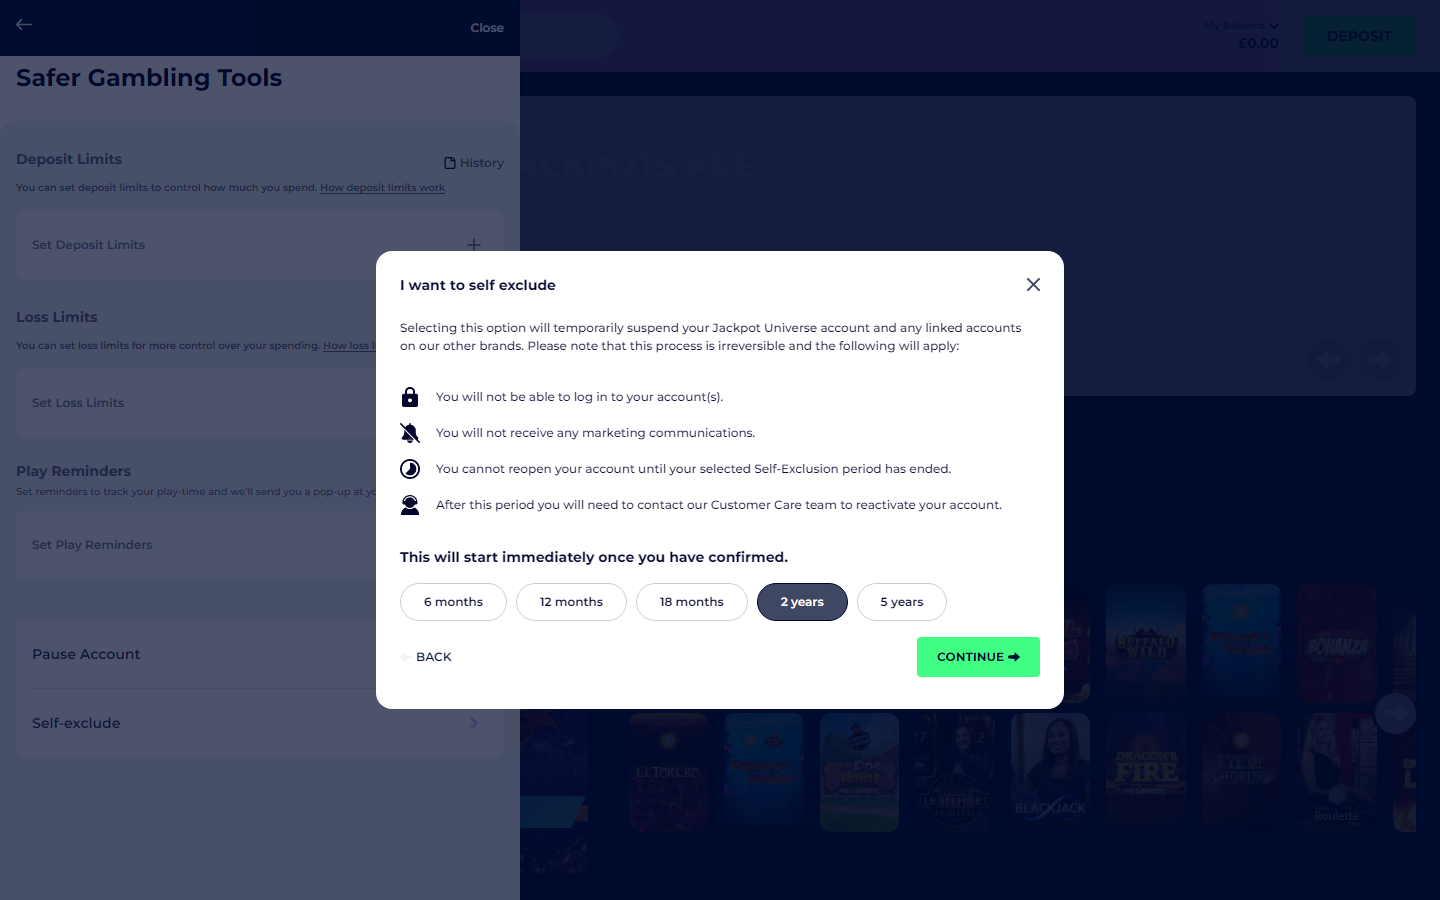 Close
My Balance
£0.00
DEPOSIT
Safer Gambling Tools
Deposit Limits
History
You can set deposit limits to control how much you spend. How deposit limits work
Set Deposit Limits
Loss Limits
You can set loss limits for more control over your spending. How loss
Set Loss Limits
Play Reminders
Set reminders to track your play-time and we'll send you a pop-up at
Set Play Reminders
Pause Account
Self-exclude
JACKPOTS ARE
I want to self exclude
Selecting this option will temporarily suspend your Jackpot Universe account and any linked accounts
on our other brands. Please note that this process is irreversible and the following will apply:
You will not be able to log in to your account(s).
You will not receive any marketing communications.
You cannot reopen your account until your selected Self-Exclusion period has ended.
After this period you will need to contact our Customer Care team to reactivate your account.
This will start immediately once you have confirmed.
6 months
12 months
18 months
2 years
5 years
BACK
CONTINUE
BUFFALO
WILD
BONANZA
EL TORERO
DOG
HOUSE
MEGAWAYS
LIGHTNING
BLACKJACK
DRAGON'S
FIRE
MEGAWAYS
EYE OF
HORUS
Roulette